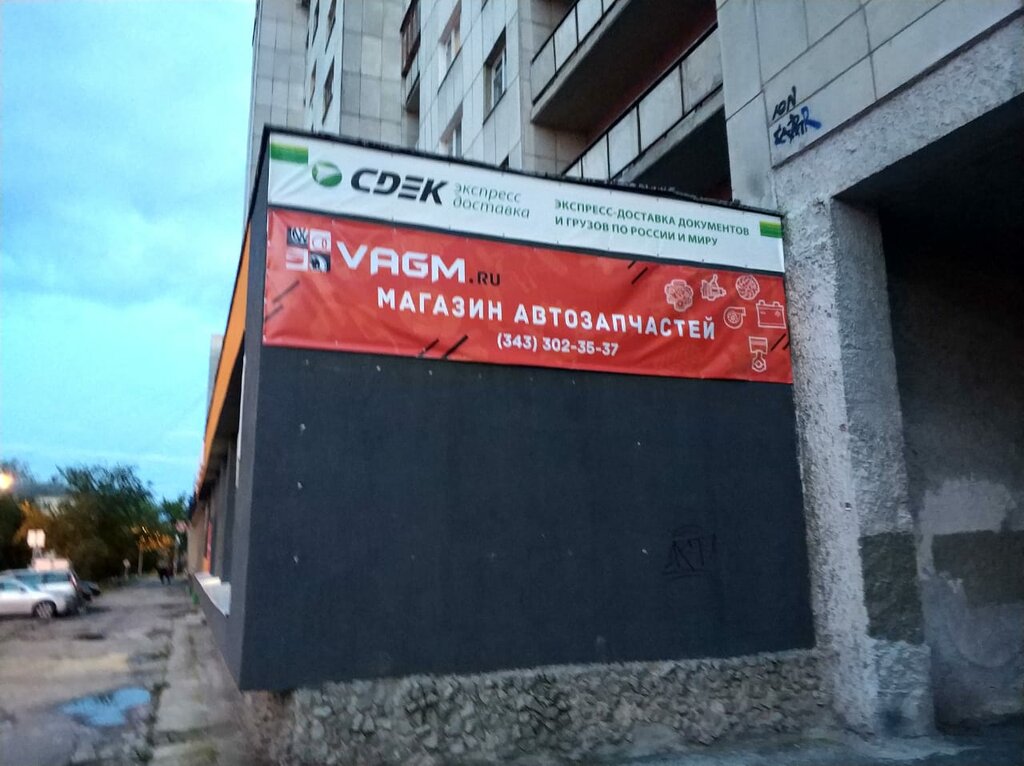 CDEK
экспресс
доставка
ЭКСПРЕСС-ДОСТАВКА ДОКУМЕНТОВ
И ГРУЗОВ ПО РОССИИ И МИРУ
VAGM.RU
МАГАЗИН АВТОЗАПЧАСТЕЙ
(343) 302-35-37